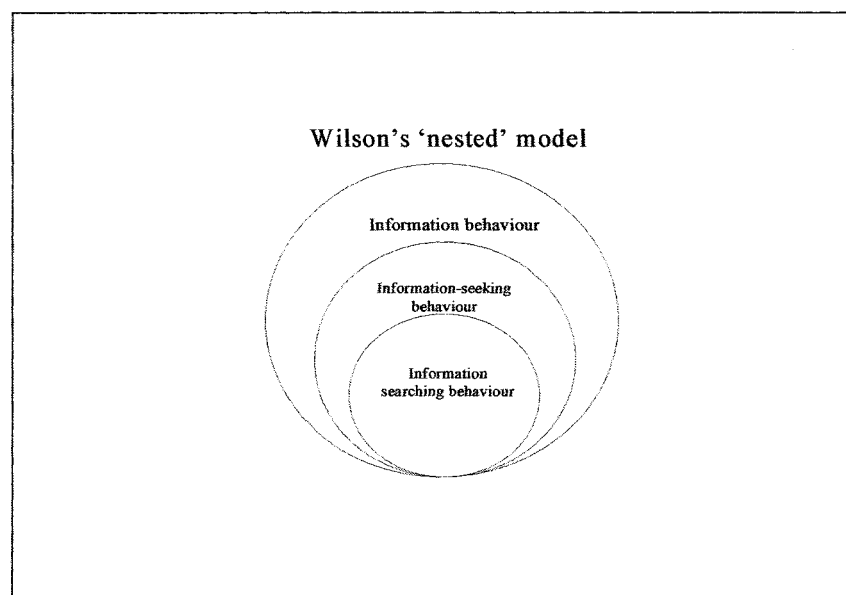 Wilson's 'nested' model
Information behaviour
Information-seeking
behaviour
Information
searching behaviour